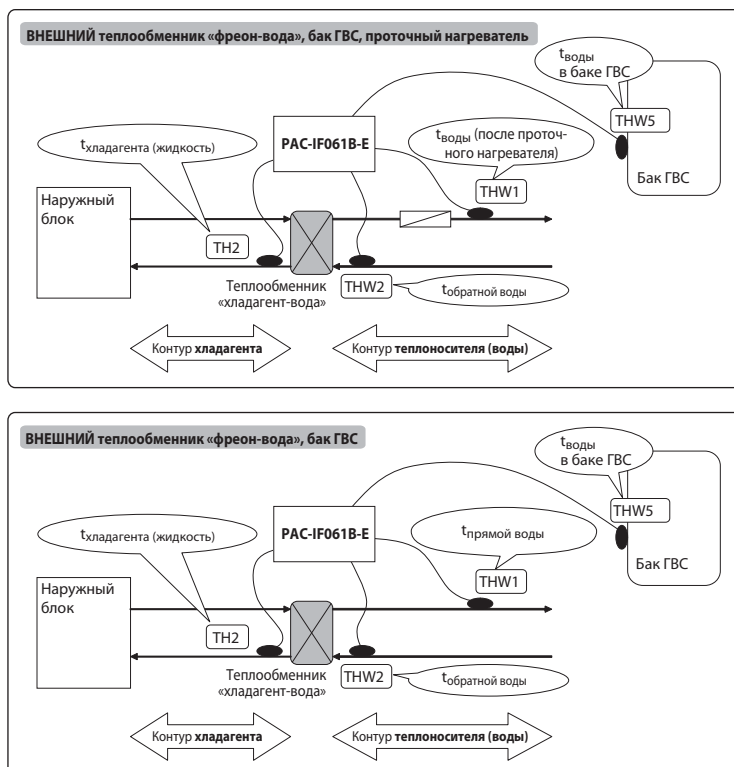 ВНЕШНИЙ теплообменник «фреон-вода», бак ГВС, проточный нагреватель
tводы
в баке ГВС
THW5
Бак ГВС
PAC-IF061B-E
tводы (после проточ-
ного нагревателя)
THW1
tхладагента (жидкость)
Наружный
блок
TH2
Теплообменник
«хладагент-вода»
THW2
tобратной воды
Контур хладагента
Контур теплоносителя (воды)
ВНЕШНИЙ теплообменник «фреон-вода», бак ГВС
tводы
в баке ГВС
THW5
Бак ГВС
PAC-IF061B-E
tпрямой воды
THW1
tхладагента (жидкость)
Наружный
блок
TH2
Теплообменник
«хладагент-вода»
THW2
tобратной воды
Контур хладагента
Контур теплоносителя (воды)